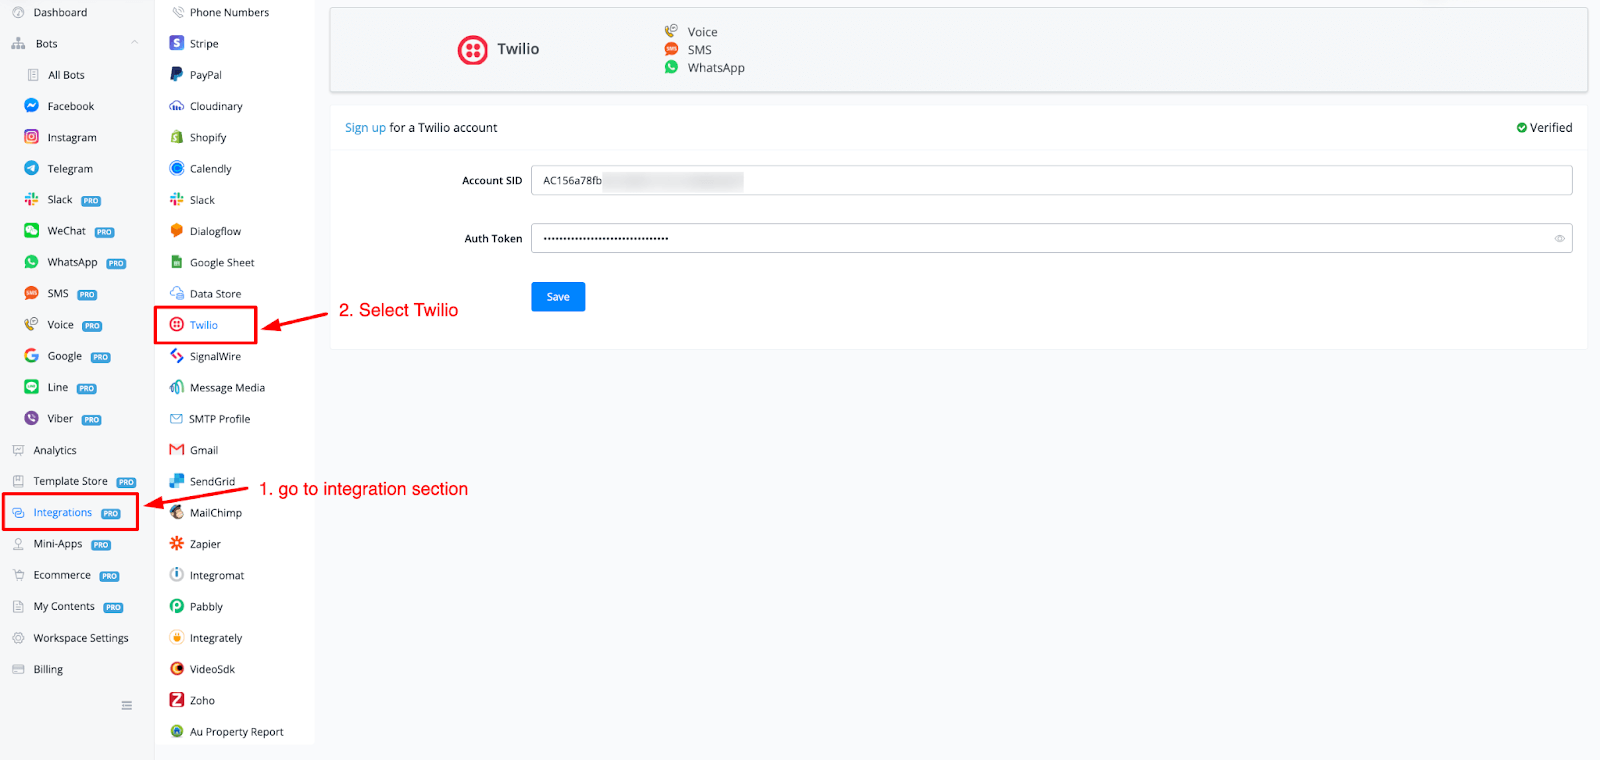 Dashboard
Bots
All Bots
Facebook
Instagram
Telegram
Slack PRO
WeChat PRO
WhatsApp PRO
SMS PRO
Voice PRO
Google PRO
Line PRO
Viber PRO
Analytics
Template Store PRO
Integrations PRO
Mini-Apps PRO
Ecommerce PRO
My Contents PRO
Workspace Settings
Billing
Phone Numbers
Stripe
PayPal
Cloudinary
Shopify
Calendly
Slack
Dialogflow
Google Sheet
Data Store
Twilio
SignalWire
Message Media
SMTP Profile
Gmail
SendGrid
MailChimp
Zapier
Integromat
Pabbly
Integrately
VideoSdk
Zoho
Au Property Report
2. Select Twilio
1. go to integration section
Twilio
Voice
SMS
WhatsApp
Sign up for a Twilio account
Verified
Account SID AC156a78fb
Auth Token ••••••••••••••••••••••••••••••••
Save